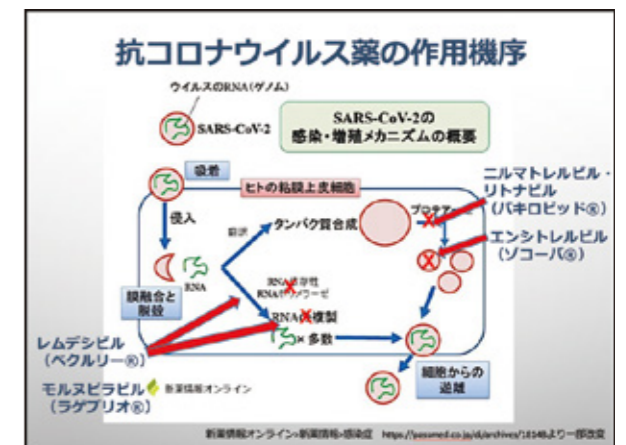 抗コロナウイルス薬の作用機序
ウイルスのRNA(ゲノム)
SARS-CoV-2
SARS-CoV-2の
感染・増殖メカニズムの概要
吸着
ヒトの粘膜上皮細胞
ニルマトレルビル・
リトナビル
(パキロビッド®)
侵入
翻訳
タンパク質合成
プロテアーゼ
エンシトレルビル
(ゾコーバ®)
RNA
膜融合と
脱殻
RNA依存性
RNAポリメラーゼ
RNAの複製
× 多数
レムデシビル
(ベクルリー®)
細胞からの
遊離
モルヌピラビル
(ラゲブリオ®)
新薬情報オンライン
新薬情報オンライン>新薬情報>感染症 https://passmed.co.jp/di/archives/18548より一部改変